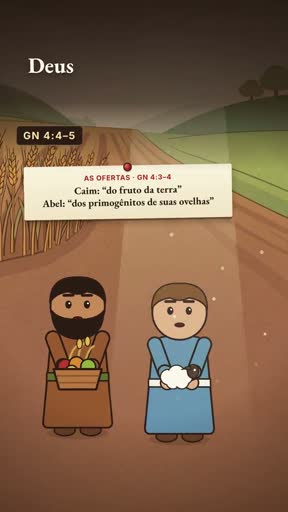 Deus
GN 4:4–5
AS OFERTAS · GN 4:3–4
Caim: “do fruto da terra”
Abel: “dos primogênitos de suas ovelhas”